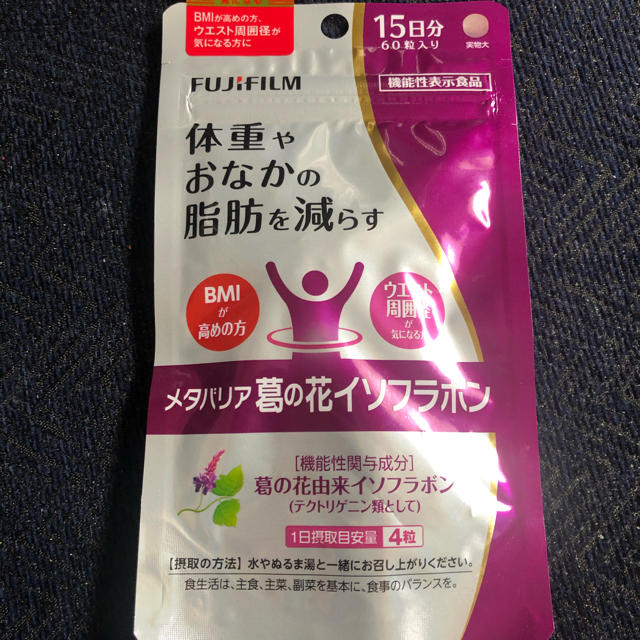 BMIが高めの方、
ウエスト周囲径が
気になる方に
15日分
60粒入り
実物大
FUJIFILM
機能性表示食品
体重や
おなかの
脂肪を減らす
BMI
が
高めの方
ウエスト
周囲径
が
気になる方
メタバリア 葛の花イソフラボン
[機能性関与成分]
葛の花由来イソフラボン
(テクトリゲニン類として)
1日摂取目安量 4粒
【摂取の方法】水やぬるま湯と一緒にお召し上がりください。
食生活は、主食、主菜、副菜を基本に、食事のバランスを。